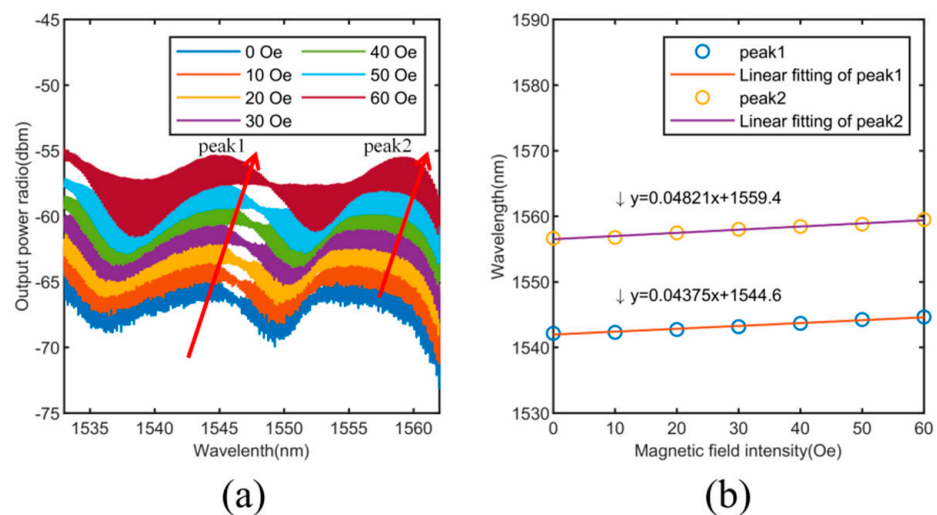 -45
-50
-55
-60
-65
-70
-75
Output power radio(dbm)
0 Oe
10 Oe
20 Oe
30 Oe
40 Oe
50 Oe
60 Oe
peak1
peak2
1535
1540
1545
1550
1555
1560
Wavelenth(nm)
(a)
1590
1580
1570
1560
1550
1540
1530
Wavelength(nm)
peak1
Linear fitting of peak1
peak2
Linear fitting of peak2
↓ y=0.04821x+1559.4
↓ y=0.04375x+1544.6
0
10
20
30
40
50
60
Magnetic field intensity(Oe)
(b)